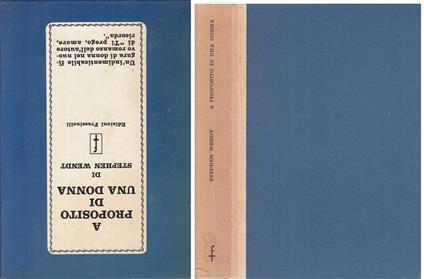 A
PROPOSITO
DI
UNA DONNA
DI
STEPHEN WENDT
f
Edizioni Frassinelli
Un'indimenticabile fi-
gura di donna nel nuo-
vo romanzo dell'autore
di "Ti prego, amore,
ricorda".
STEPHEN WENDT A PROPOSITO DI UNA DONNA
f